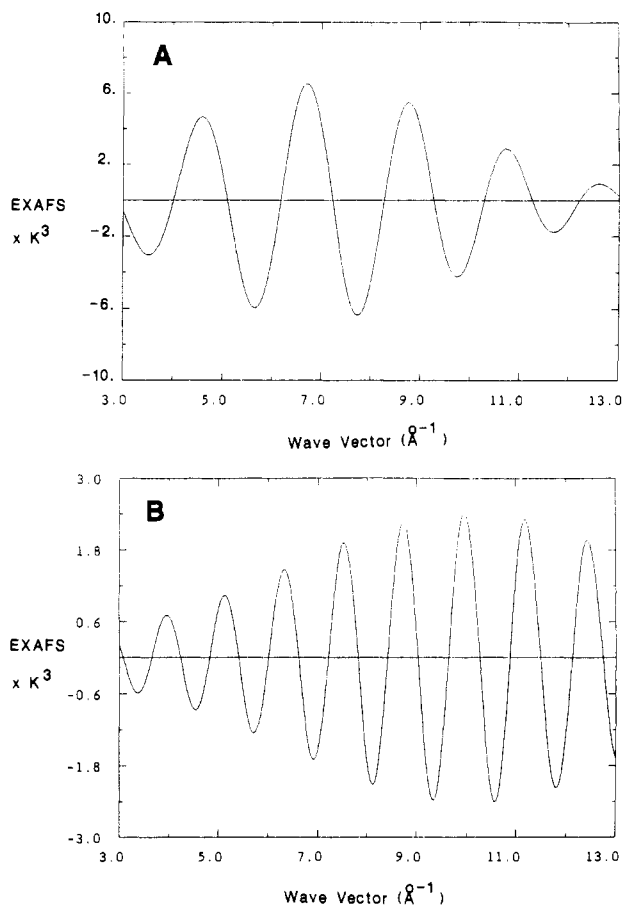 A
10.
6.
2.
-2.
-6.
-10.
EXAFS
x K³
3.0 5.0 7.0 9.0 11.0 13.0
Wave Vector (Å⁻¹)
B
3.0
1.8
0.6
-0.6
-1.8
-3.0
EXAFS
x K³
3.0 5.0 7.0 9.0 11.0 13.0
Wave Vector (Å⁻¹)